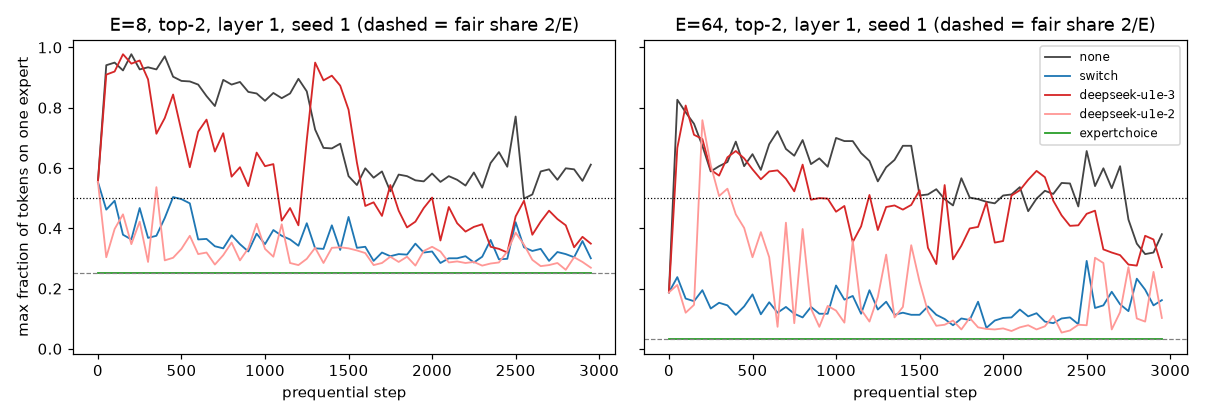 E=8, top-2, layer 1, seed 1 (dashed = fair share 2/E)
max fraction of tokens on one expert
1.0
0.8
0.6
0.4
0.2
0.0
0
500
1000
1500
2000
2500
3000
prequential step
E=64, top-2, layer 1, seed 1 (dashed = fair share 2/E)
none
switch
deepseek-u1e-3
deepseek-u1e-2
expertchoice
0
500
1000
1500
2000
2500
3000
prequential step